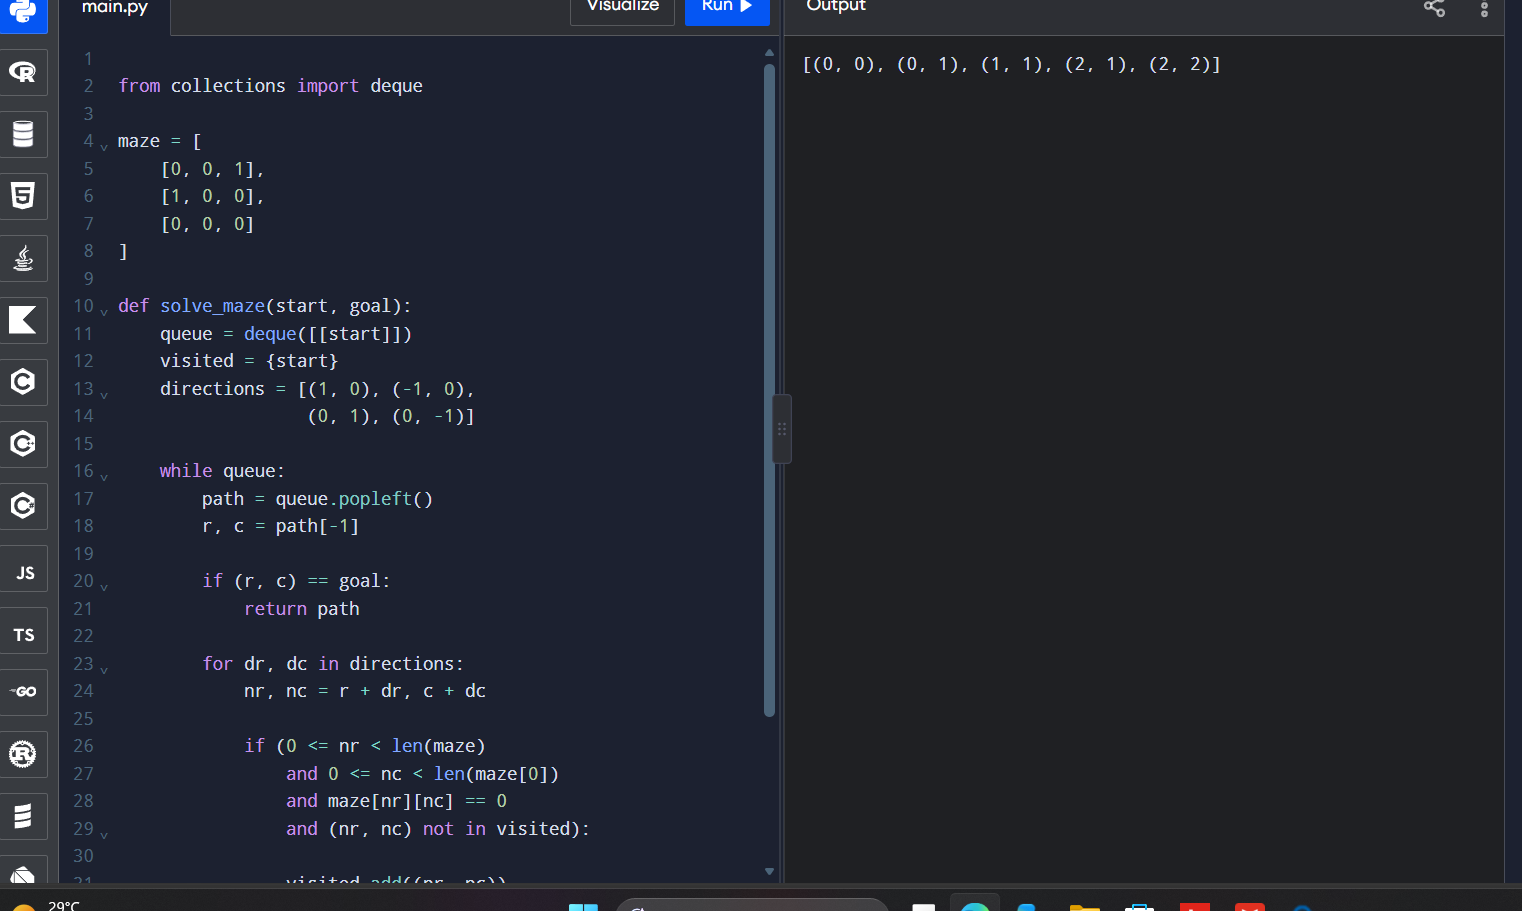 main.py
Visualize
Run
Output
1
2 from collections import deque
3
4 maze = [
5     [0, 0, 1],
6     [1, 0, 0],
7     [0, 0, 0]
8 ]
9
10 def solve_maze(start, goal):
11     queue = deque([[start]])
12     visited = {start}
13     directions = [(1, 0), (-1, 0),
14                   (0, 1), (0, -1)]
15
16     while queue:
17         path = queue.popleft()
18         r, c = path[-1]
19
20         if (r, c) == goal:
21             return path
22
23         for dr, dc in directions:
24             nr, nc = r + dr, c + dc
25
26             if (0 <= nr < len(maze)
27                 and 0 <= nc < len(maze[0])
28                 and maze[nr][nc] == 0
29                 and (nr, nc) not in visited):
30
31                 visited.add((nr, nc))
[(0, 0), (0, 1), (1, 1), (2, 1), (2, 2)]
R
5
C
C
C
JS
TS
GO
R
29°C